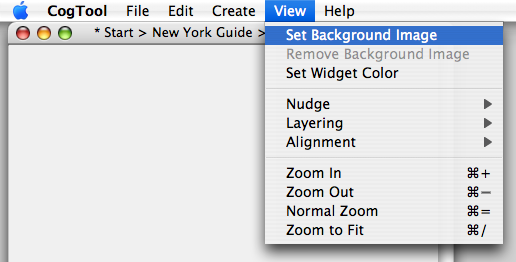 CogTool File Edit Create View Help
* Start > New York Guide >
Set Background Image
Remove Background Image
Set Widget Color
Nudge
Layering
Alignment
Zoom In ⌘+
Zoom Out ⌘−
Normal Zoom ⌘=
Zoom to Fit ⌘/